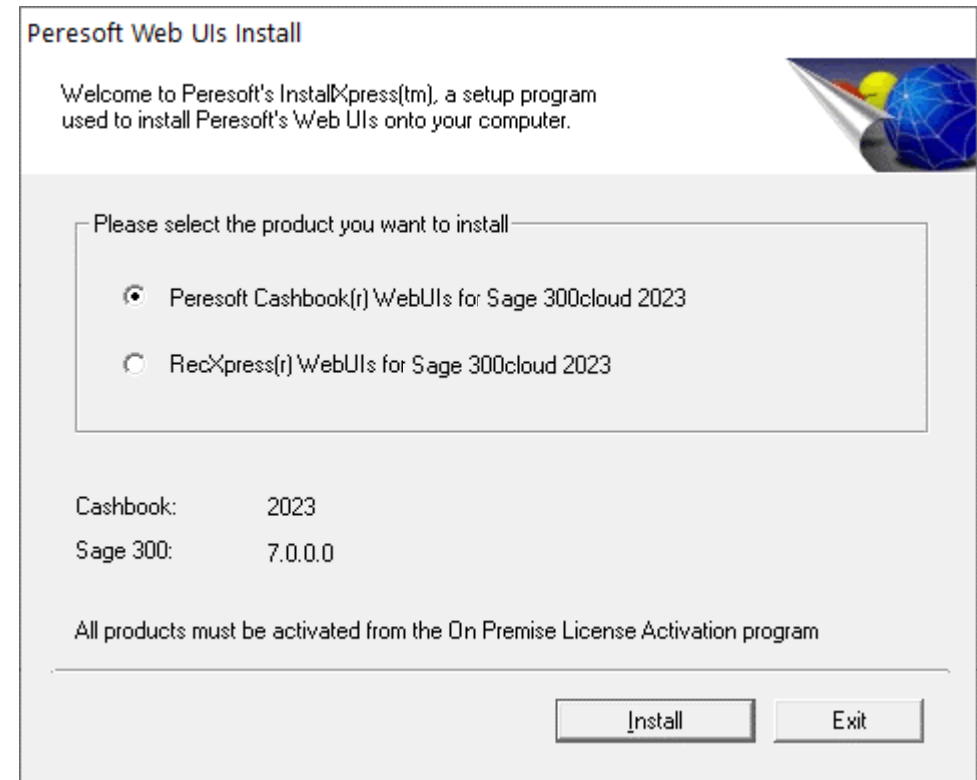 Peresoft Web UIs Install
Welcome to Peresoft's InstallXpress(tm), a setup program
used to install Peresoft's Web UIs onto your computer.
Please select the product you want to install
Peresoft Cashbook(r) WebUIs for Sage 300cloud 2023
RecXpress(r) WebUIs for Sage 300cloud 2023
Cashbook: 2023
Sage 300: 7.0.0.0
All products must be activated from the On Premise License Activation program
Install Exit